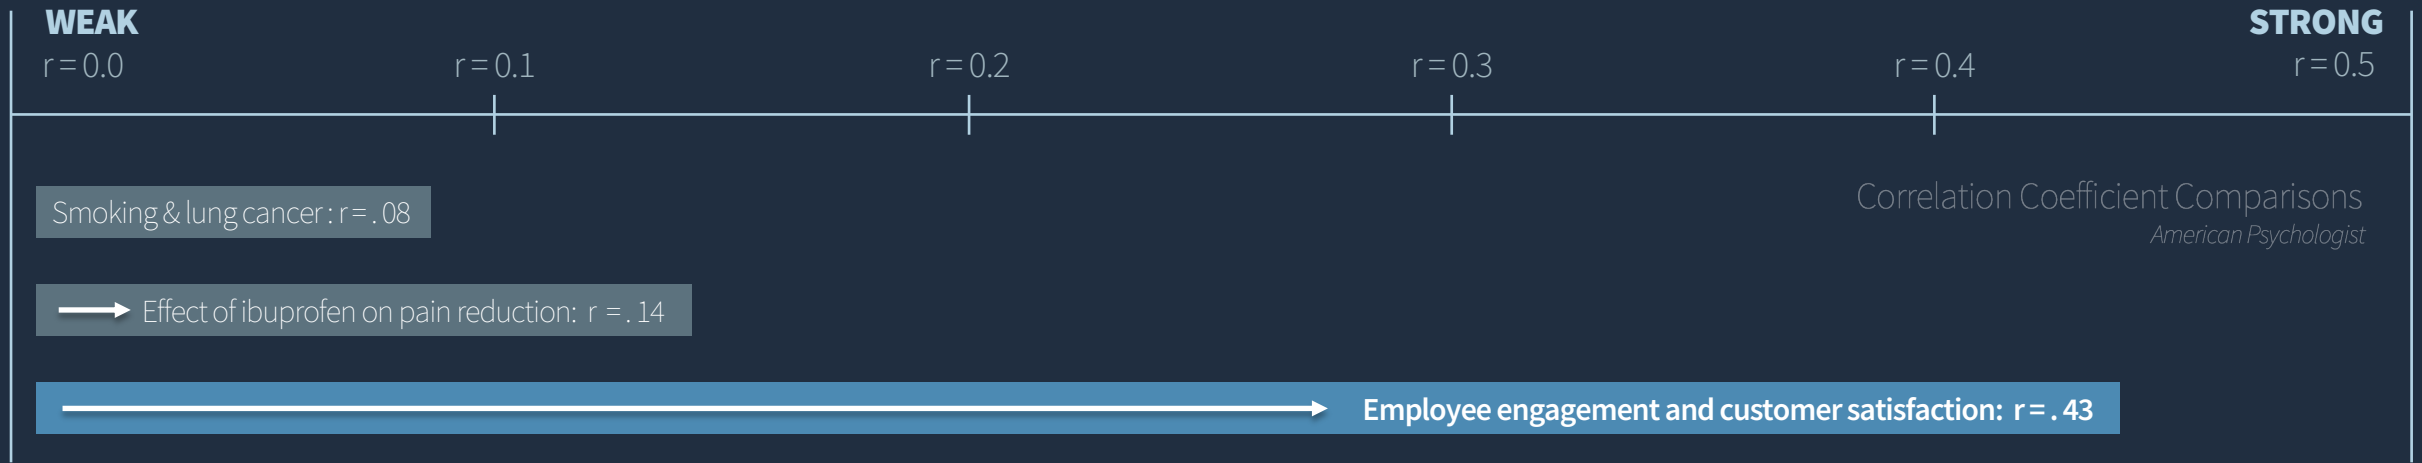 WEAK
STRONG
r = 0.0
r = 0.1
r = 0.2
r = 0.3
r = 0.4
r = 0.5
Smoking & lung cancer : r = . 08
Correlation Coefficient Comparisons
American Psychologist
Effect of ibuprofen on pain reduction: r = . 14
Employee engagement and customer satisfaction: r = . 43